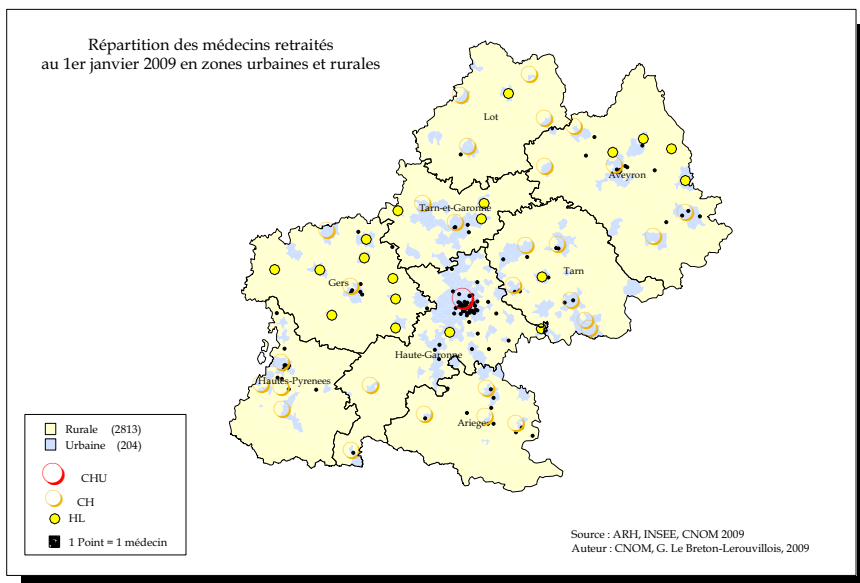 Répartition des médecins retraités
au 1er janvier 2009 en zones urbaines et rurales
Lot
Aveyron
Tarn-et-Garonne
Gers
Tarn
Haute-Garonne
Hautes-Pyrenees
Arieges
Rurale (2813)
Urbaine (204)
CHU
CH
HL
1 Point = 1 médecin
Source : ARH, INSEE, CNOM 2009
Auteur : CNOM, G. Le Breton-Lerouvillois, 2009